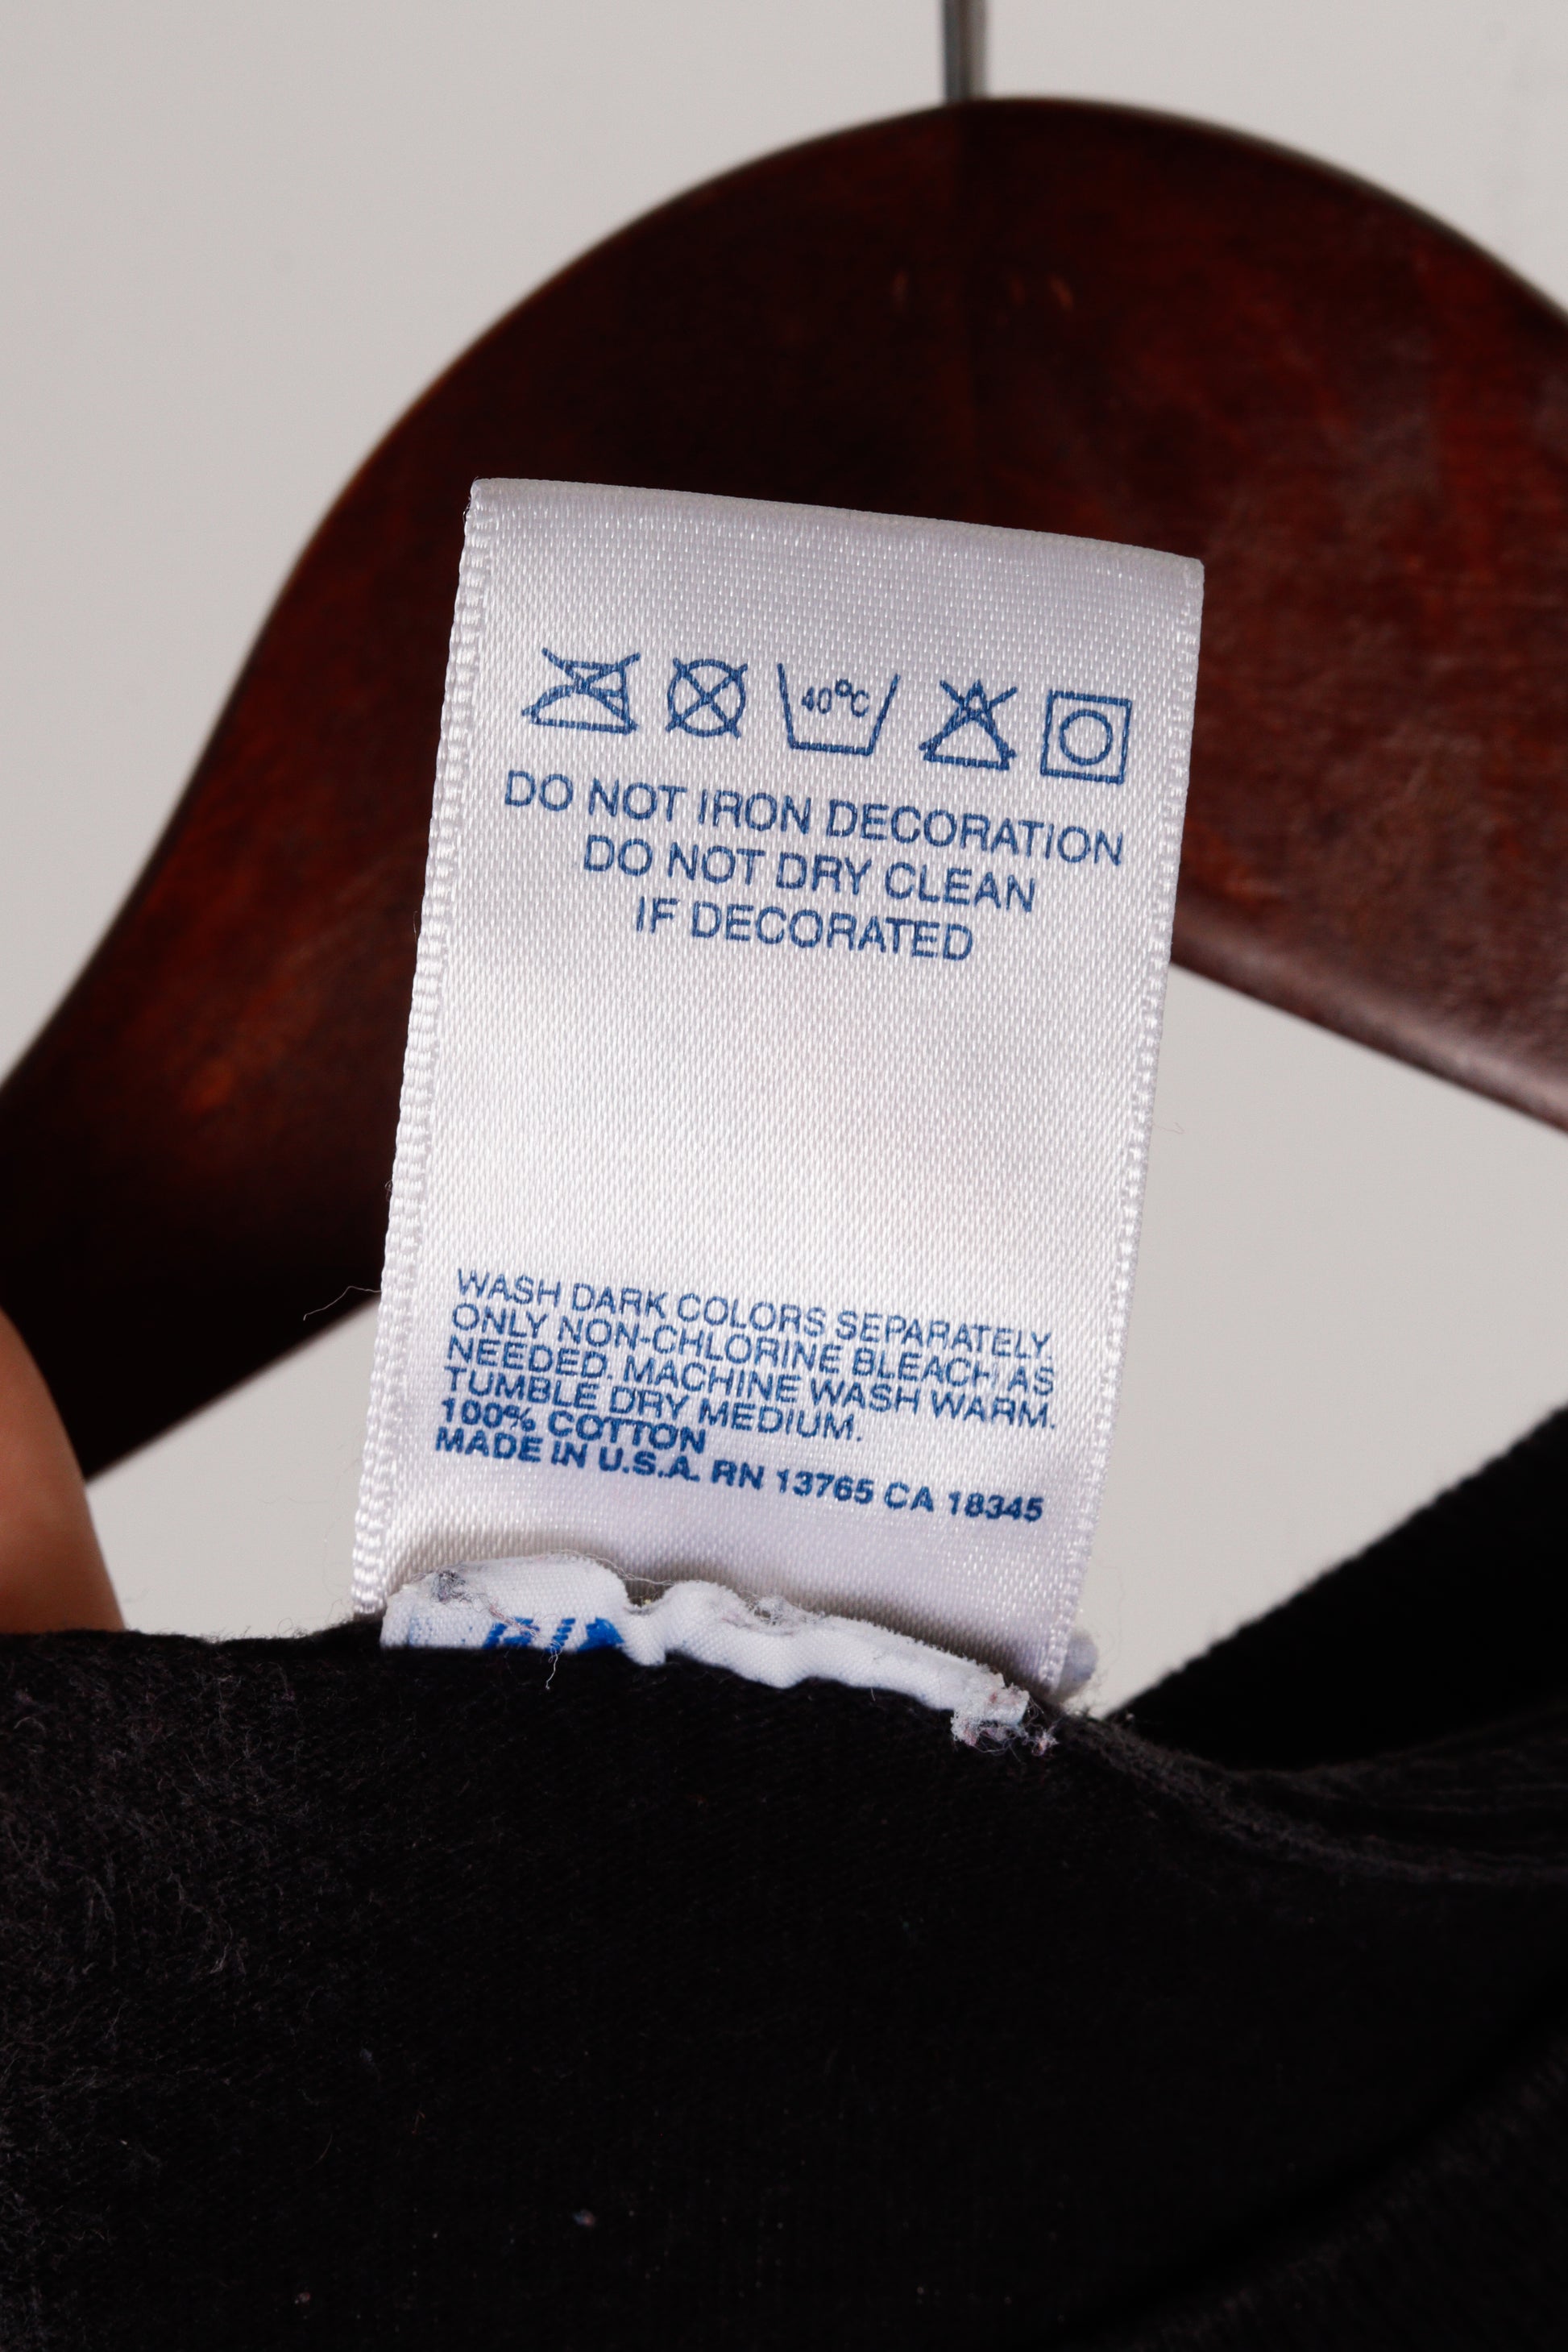 40°C
DO NOT IRON DECORATION
DO NOT DRY CLEAN
IF DECORATED
WASH DARK COLORS SEPARATELY
ONLY NON-CHLORINE BLEACH, AS
NEEDED. MACHINE WASH WARM.
TUMBLE DRY MEDIUM.
100% COTTON
MADE IN U.S.A. RN 13765 CA 18345